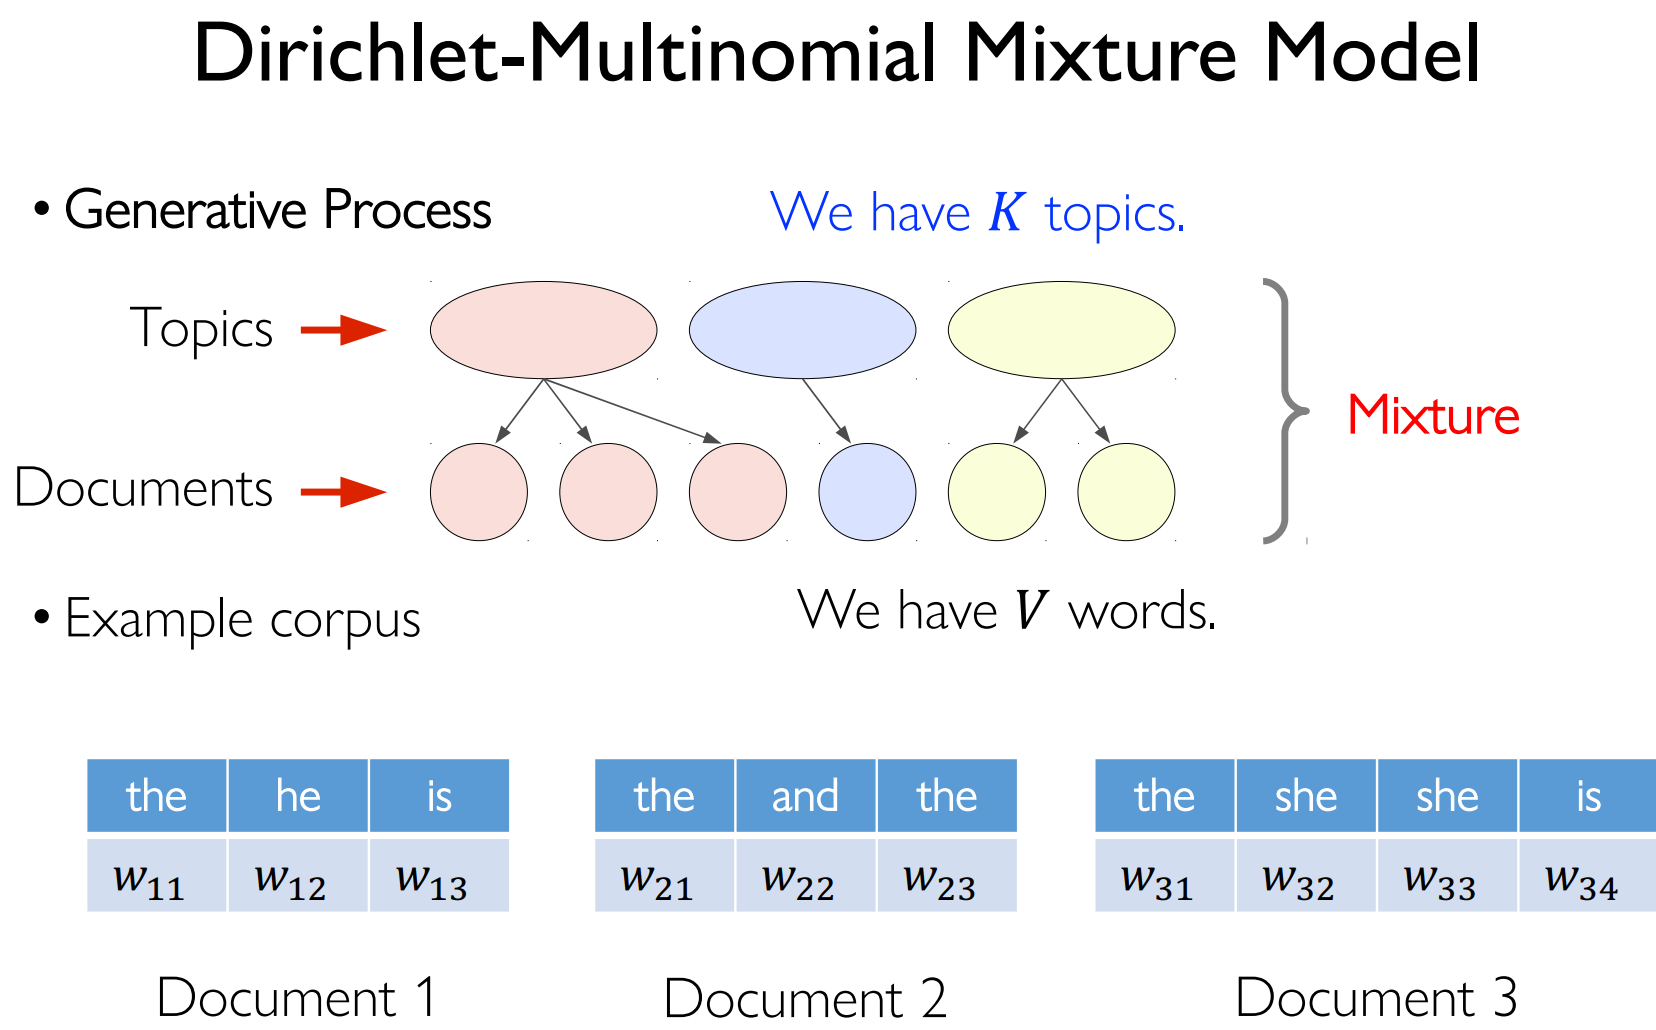 Dirichlet-Multinomial Mixture Model
• Generative Process
We have K topics.
Topics
Mixture
Documents
• Example corpus
We have V words.
the he is
w₁₁ w₁₂ w₁₃
Document 1
the and the
w₂₁ w₂₂ w₂₃
Document 2
the she she is
w₃₁ w₃₂ w₃₃ w₃₄
Document 3